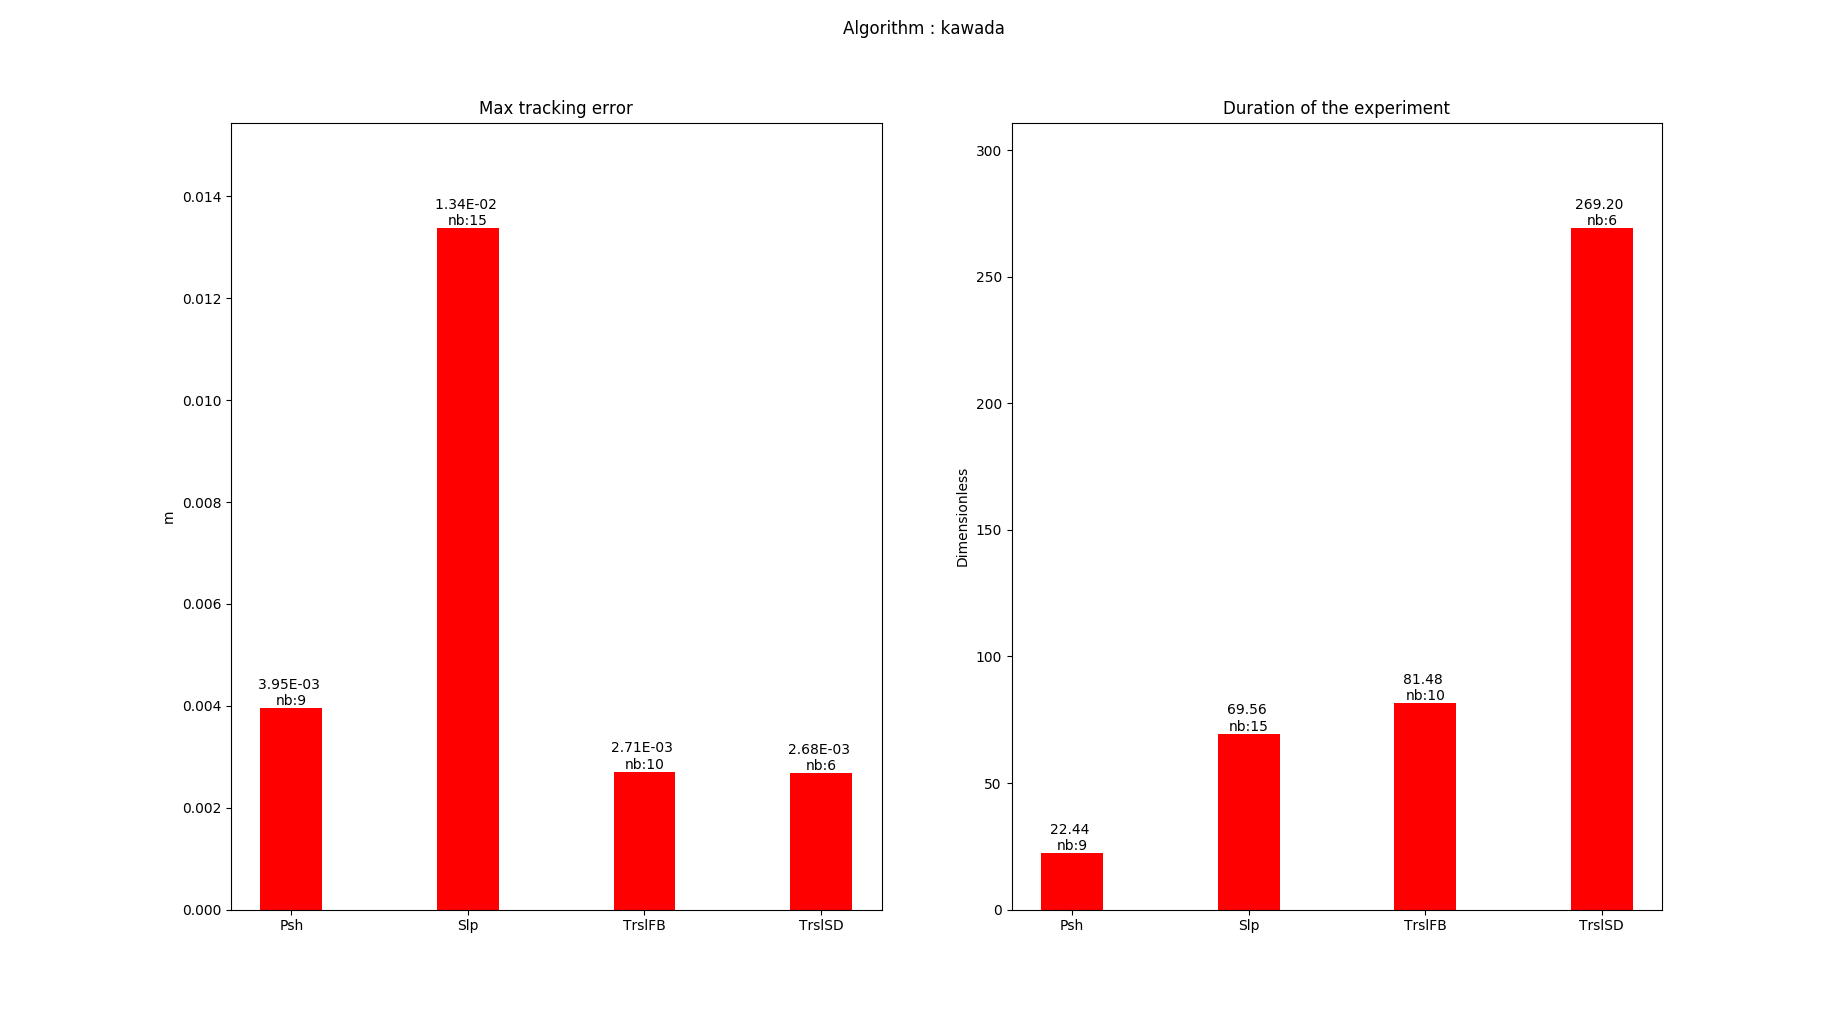 Algorithm : kawada
Max tracking error
m
0.014
0.012
0.010
0.008
0.006
0.004
0.002
0.000
3.95E-03
nb:9
1.34E-02
nb:15
2.71E-03
nb:10
2.68E-03
nb:6
Psh Slp TrslFB TrslSD
Duration of the experiment
Dimensionless
300
250
200
150
100
50
0
22.44
nb:9
69.56
nb:15
81.48
nb:10
269.20
nb:6
Psh Slp TrslFB TrslSD